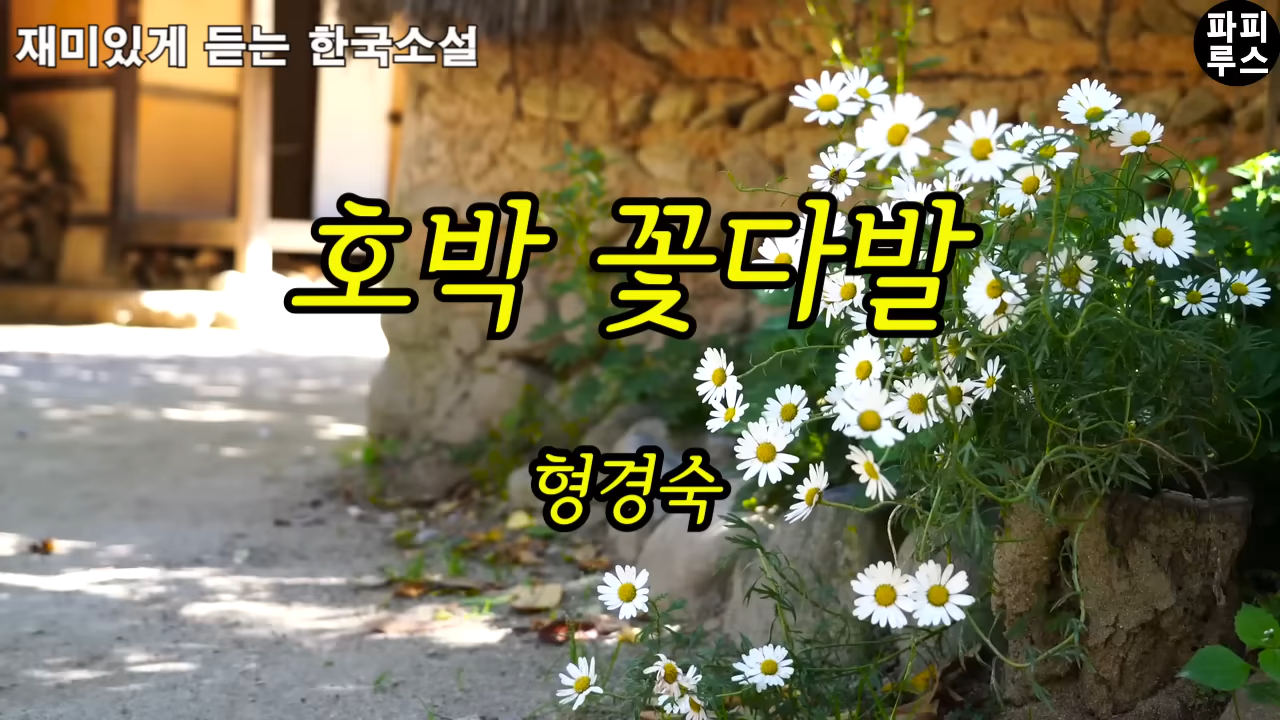 재미있게 듣는 한국소설
파피
루스
호박 꽃다발
형경숙